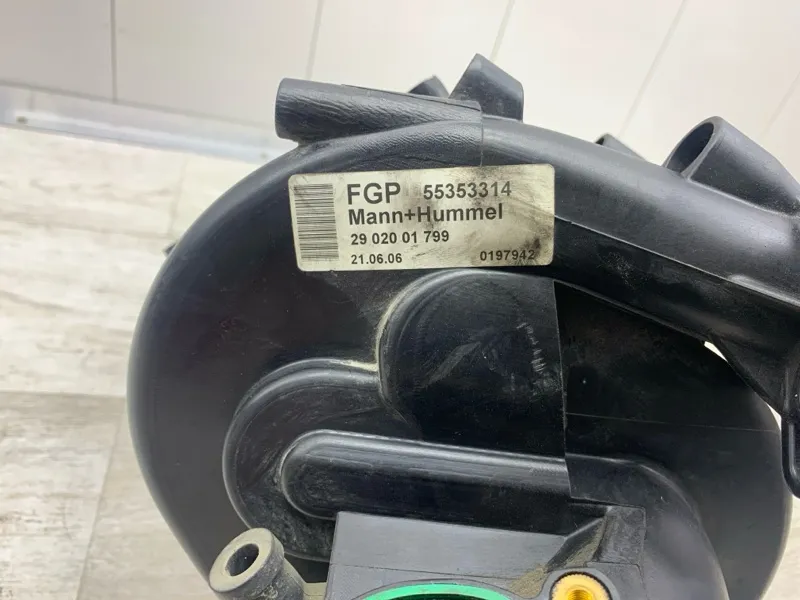 FGP 55353314
Mann+Hummel
29 020 01 799
21.06.06 0197942